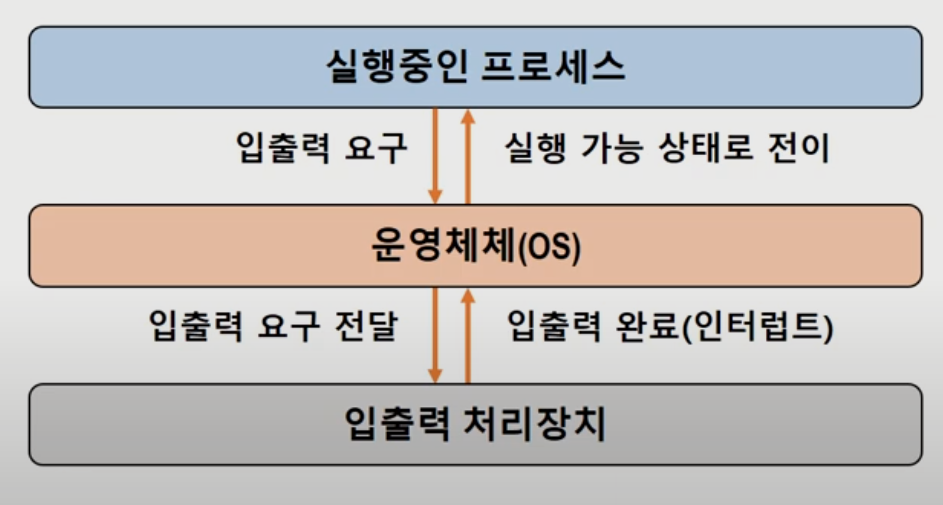 실행중인 프로세스
입출력 요구
실행 가능 상태로 전이
운영체체(OS)
입출력 요구 전달
입출력 완료(인터럽트)
입출력 처리장치